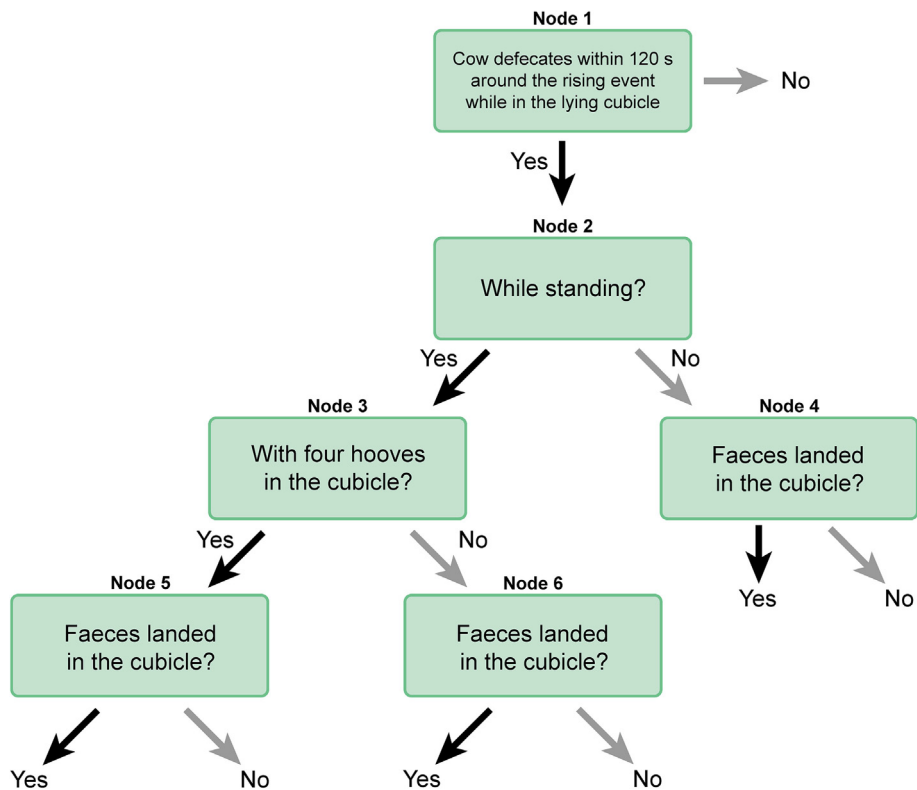 Node 1
Cow defecates within 120 s
around the rising event
while in the lying cubicle
No
Yes
Node 2
While standing?
Yes
No
Node 3
With four hooves
in the cubicle?
Node 4
Faeces landed
in the cubicle?
Yes
No
Yes
No
Node 5
Faeces landed
in the cubicle?
Node 6
Faeces landed
in the cubicle?
Yes
No
Yes
No